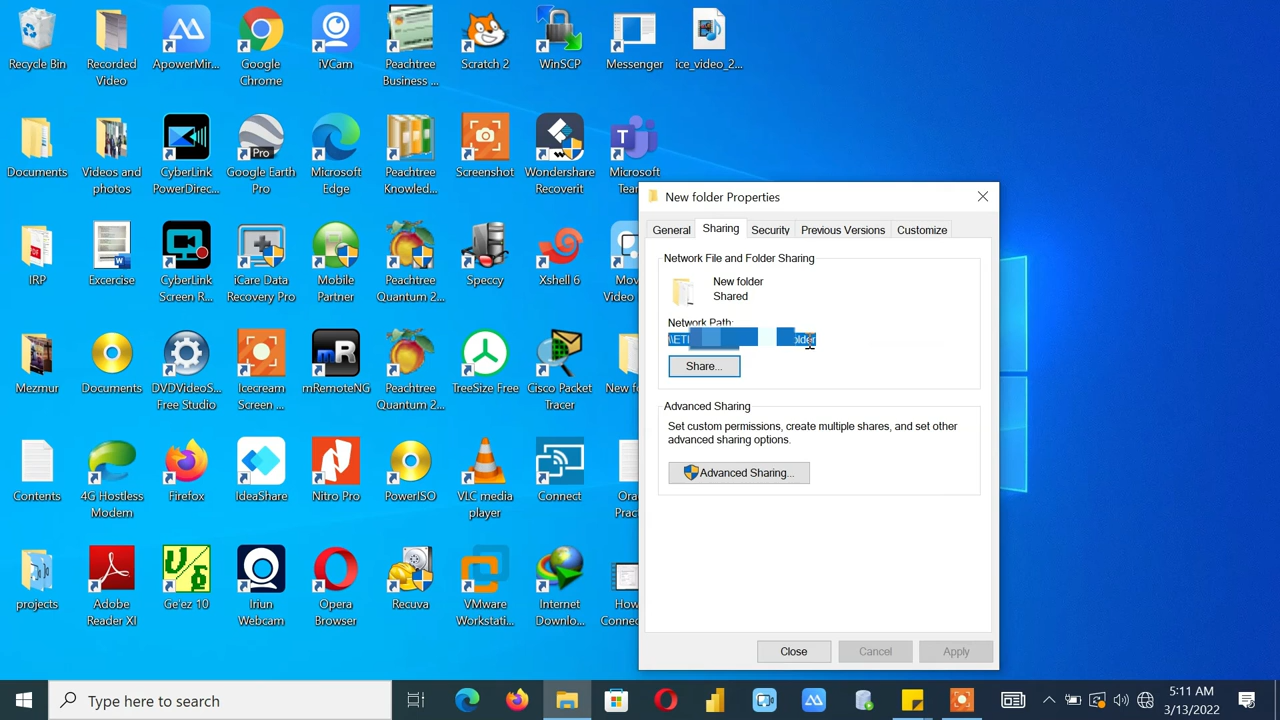 Recycle Bin
Recorded
Video
ApowerMir...
Google
Chrome
iVCam
Peachtree
Business ...
Scratch 2
WinSCP
Messenger
ice_video_2...
Documents
Videos and
photos
CyberLink
PowerDirec...
Pro
Google Earth
Pro
Microsoft
Edge
Peachtree
Knowled...
Screenshot
Wondershare
Recoverit
T
Microsoft
IRP
Excercise
CyberLink
Screen R...
iCare Data
Recovery Pro
Mobile
Partner
Peachtree
Quantum 2...
Speccy
Xshell 6
Video
Mezmur
Documents
DVDVideoS...
Free Studio
Icecream
Screen ...
mR
mRemoteNG
Peachtree
Quantum 2...
TreeSize Free
Cisco Packet
Tracer
New fo
Contents
4G Hostless
Modem
Firefox
IdeaShare
Nitro Pro
PowerISO
VLC media
player
Connect
projects
Adobe
Reader XI
Ge'ez 10
Iriun
Webcam
Opera
Browser
Recuva
VMware
Workstati...
Internet
Downlo...
How
New folder Properties
General
Sharing
Security
Previous Versions
Customize
Network File and Folder Sharing
New folder
Shared
Network Path:
Share...
Advanced Sharing
Set custom permissions, create multiple shares, and set other
advanced sharing options.
Advanced Sharing...
Close
Cancel
Apply
Type here to search
5:11 AM
3/13/2022